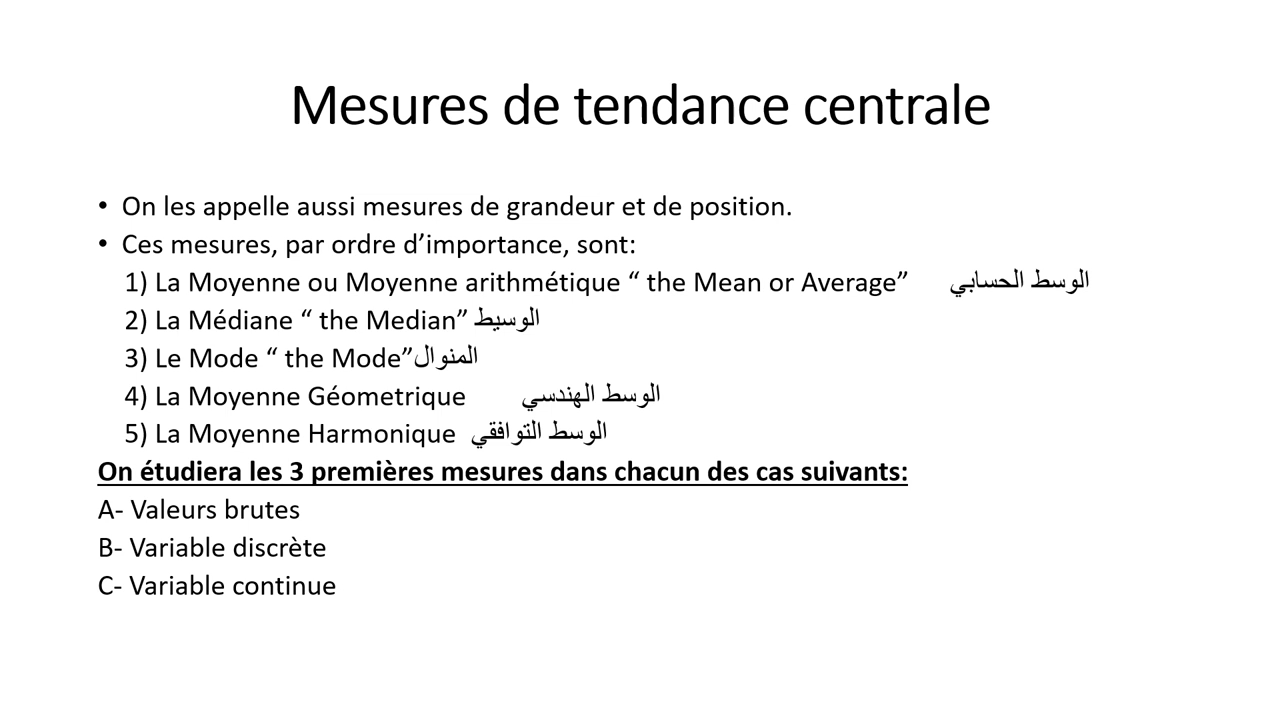 Mesures de tendance centrale
• On les appelle aussi mesures de grandeur et de position.
• Ces mesures, par ordre d’importance, sont:
1) La Moyenne ou Moyenne arithmétique “ the Mean or Average” الوسط الحسابي
2) La Médiane “ the Median” الوسيط
3) Le Mode “ the Mode”المنوال
4) La Moyenne Géometrique الوسط الهندسي
5) La Moyenne Harmonique الوسط التوافقي
On étudiera les 3 premières mesures dans chacun des cas suivants:
A- Valeurs brutes
B- Variable discrète
C- Variable continue